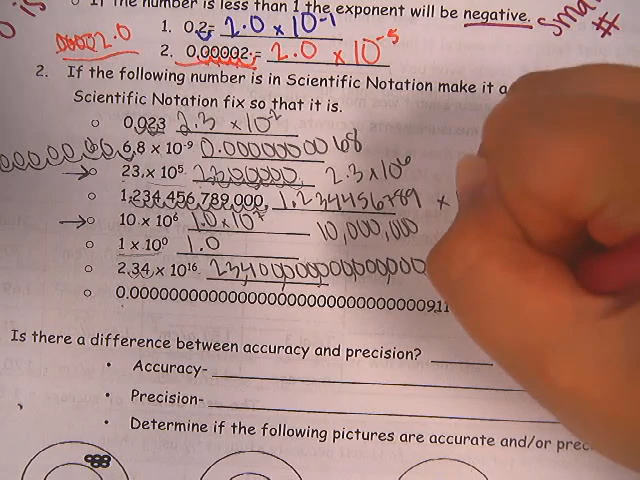 If the number is less than 1 the exponent will be negative.
#
1. 0.2= 2.0 x 10-1
00002.0
2. 0.00002= 2.0 x 10-5
2. If the following number is in Scientific Notation make it a
Scientific Notation fix so that it is.
0.023 2.3 x 10-2
6.8 x 10-9 0.0000000068
23 x 105 2300000 2.3 x 106
1,234,456,789,000 1.234456789 x
10 x 106 1.0 x 107 10,000,000
1 x 100 1.0
2.34 x 1016
0.000000000000000000000000000000000911
Is there a difference between accuracy and precision?
Accuracy-
Precision-
Determine if the following pictures are accurate and/or prec